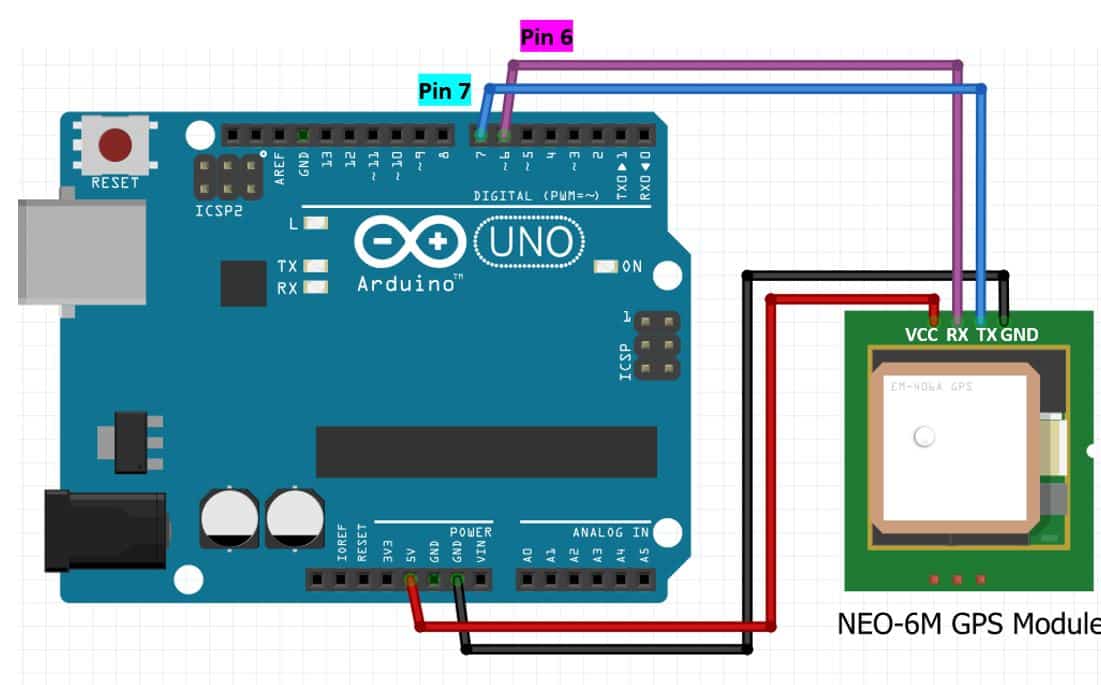 Pin 6
Pin 7
RESET
ICSP2
AREF
GND
13
12
~11
~10
~9
8
7
~6
~5
4
~3
2
TX0▶1
RX0◀0
DIGITAL (PWM=~)
L
TX
RX
UNO
Arduino™
ON
1
ICSP
VCC RX TX GND
EM-406A GPS
POWER
ANALOG IN
IOREF
RESET
3V3
5V
GND
GND
VIN
A0
A1
A2
A3
A4
A5
NEO-6M GPS Module